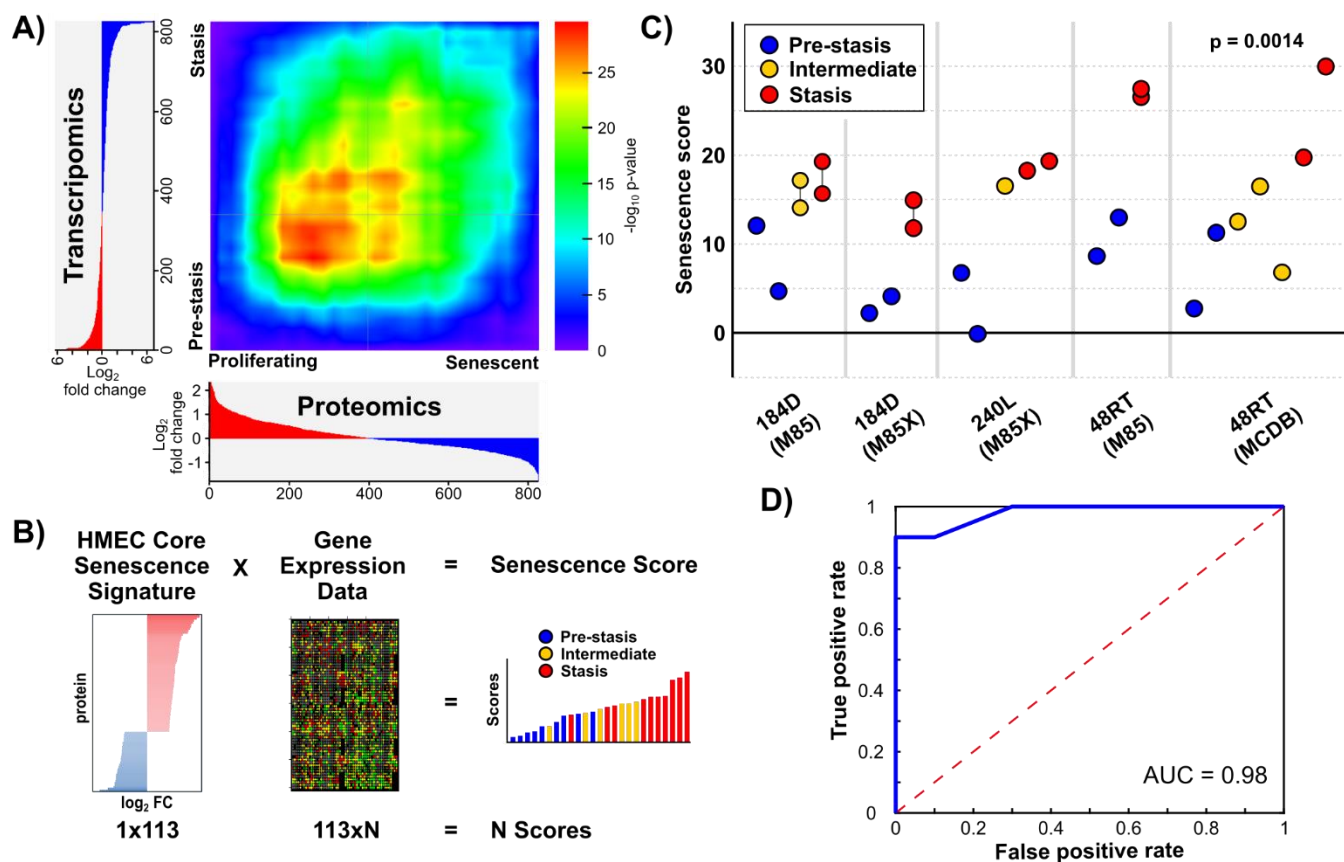 A)
Transcripomics
800
600
400
200
0
6
0
6
Log2
fold change
Stasis
Pre-stasis
Proliferating
Senescent
25
20
15
10
5
0
-log10 p-value
Proteomics
Log2
fold change
2
1
0
-1
0
200
400
600
800
B)
HMEC Core
Senescence
Signature
X
Gene
Expression
Data
=
Senescence Score
protein
log2 FC
=
Pre-stasis
Intermediate
Stasis
Scores
1x113
113xN
=
N Scores
C)
Pre-stasis
Intermediate
Stasis
p = 0.0014
Senescence score
30
20
10
0
184D
(M85)
184D
(M85X)
240L
(M85X)
48RT
(M85)
48RT
(MCDB)
D)
True positive rate
1
0.8
0.6
0.4
0.2
0
0
0.2
0.4
0.6
0.8
1
AUC = 0.98
False positive rate